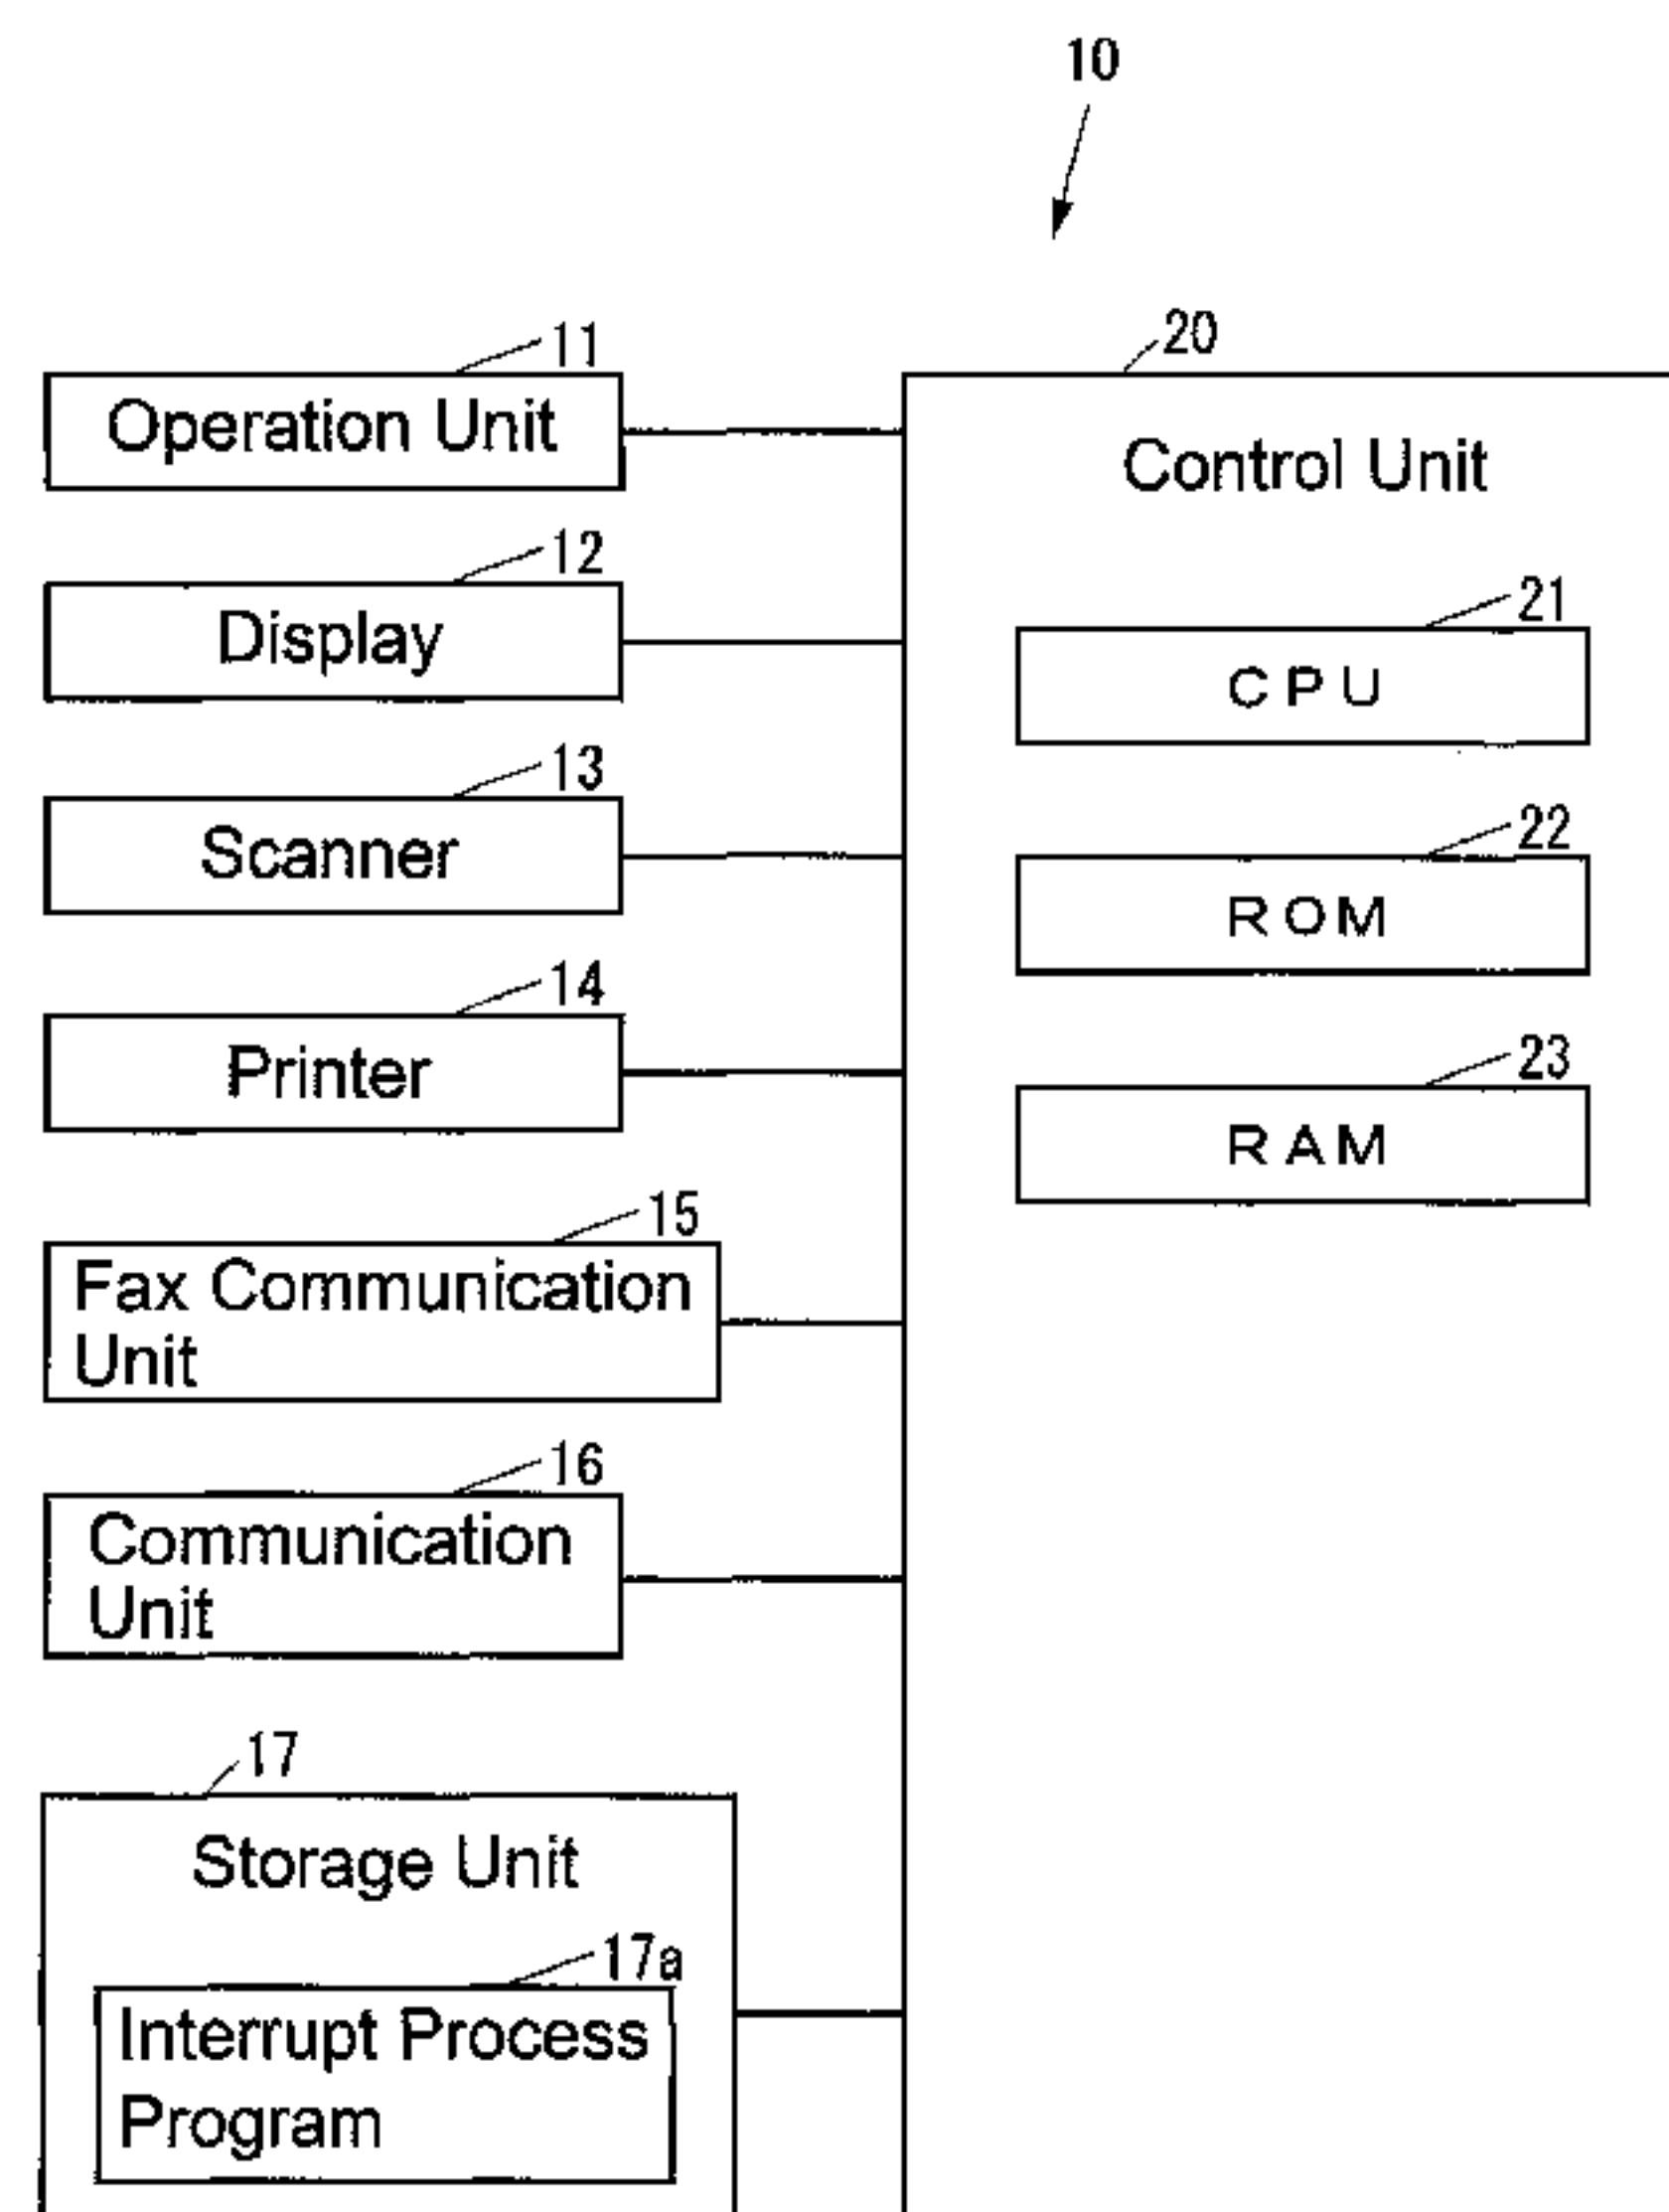 10
11
Operation Unit
12
Display
13
Scanner
14
Printer
15
Fax Communication
Unit
16
Communication
Unit
17
Storage Unit
17a
Interrupt Process
Program
20
Control Unit
21
CPU
22
ROM
23
RAM